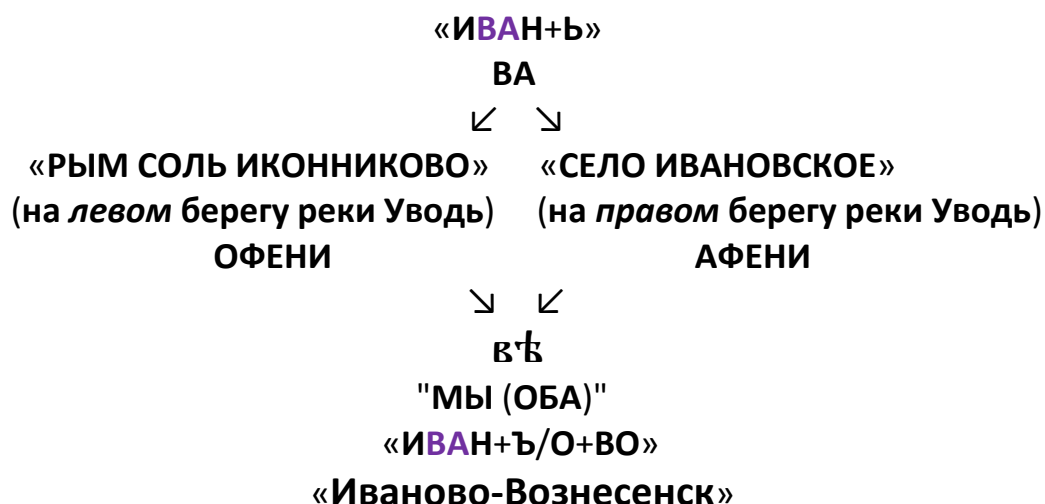 «ИВАН+Ь»
ВА
↙ ↘
«РЫМ СОЛЬ ИКОННИКОВО» «СЕЛО ИВАНОВСКОЕ»
(на левом берегу реки Уводь) (на правом берегу реки Уводь)
ОФЕНИ АФЕНИ
↘ ↙
вѣ
"МЫ (ОБА)"
«ИВАН+Ъ/О+ВО»
«Иваново-Вознесенск»